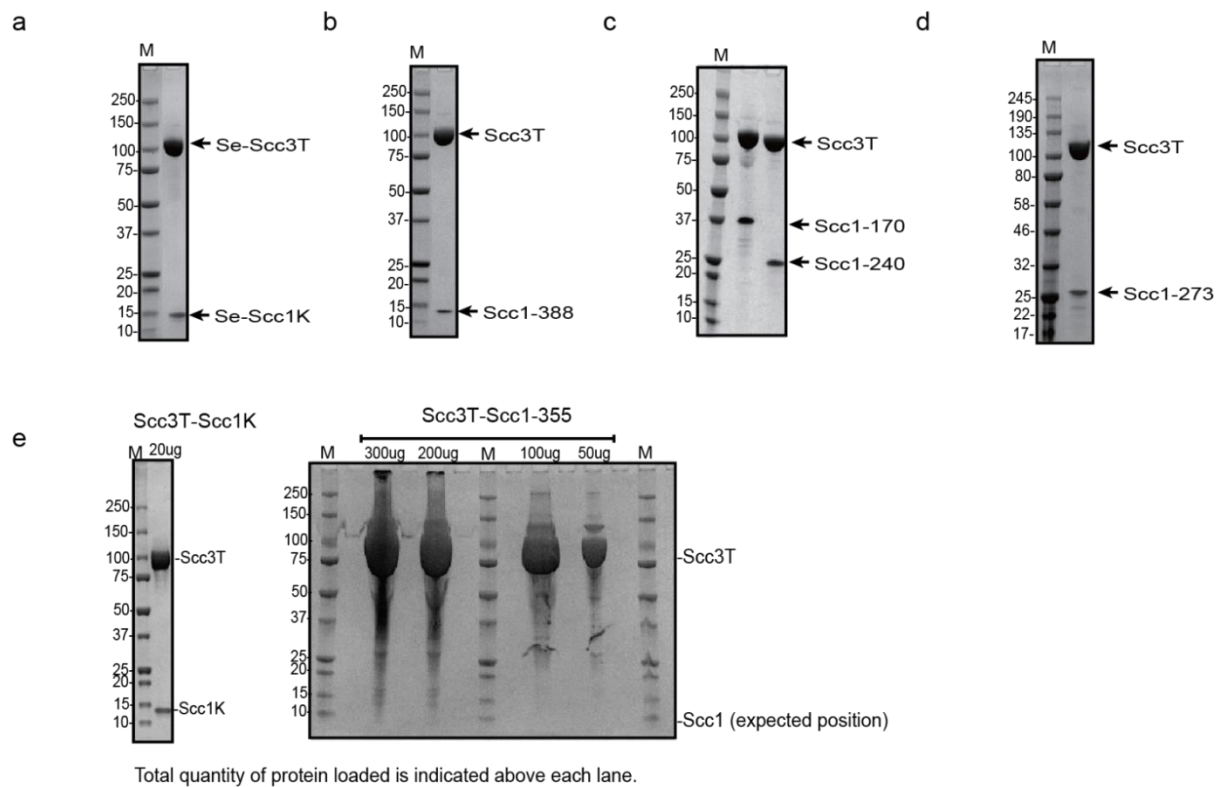 a
M
250-
150-
100-
75-
50-
37-
25-
20-
15-
10-
Se-Scc3T
Se-Scc1K
b
M
250-
150-
100-
75-
50-
37-
25-
20-
15-
10-
Scc3T
Scc1-388
c
M
250-
150-
100-
75-
50-
37-
25-
20-
15-
10-
Scc3T
Scc1-170
Scc1-240
d
M
245-
190-
135-
100-
80-
58-
46-
32-
25-
22-
17-
Scc3T
Scc1-273
e
Scc3T-Scc1K
M 20ug
250-
150-
100-
75-
50-
37-
25-
20-
15-
10-
-Scc3T
-Scc1K
Scc3T-Scc1-355
M 300ug 200ug M 100ug 50ug M
250-
150-
100-
75-
50-
37-
25-
20-
15-
10-
-Scc3T
-Scc1 (expected position)
Total quantity of protein loaded is indicated above each lane.